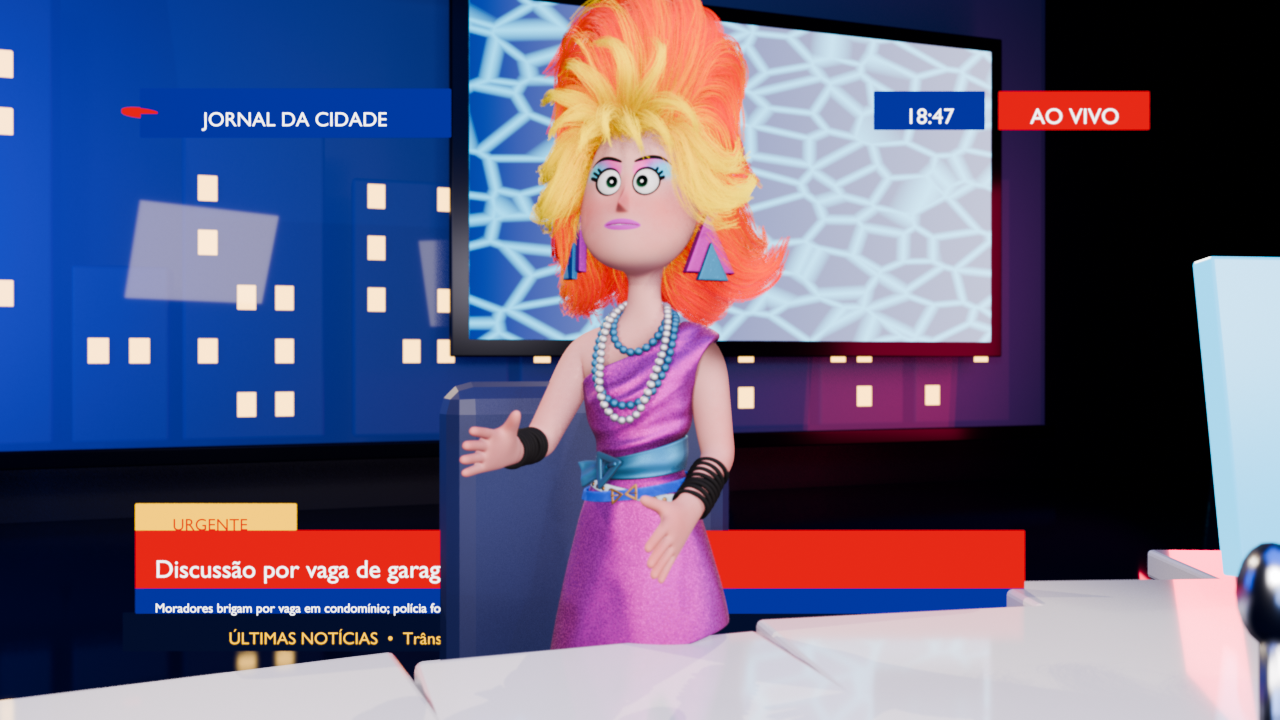 JORNAL DA CIDADE
18:47
AO VIVO
URGENTE
Discussão por vaga de garag
Moradores brigam por vaga em condomínio; polícia fo
ÚLTIMAS NOTÍCIAS • Trâns